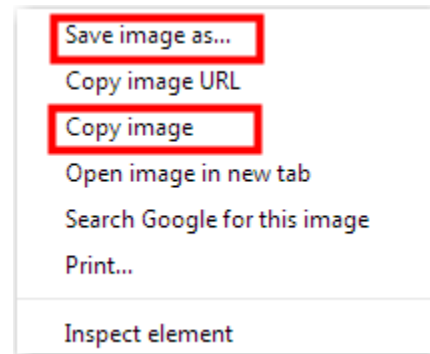 Save image as...
Copy image URL
Copy image
Open image in new tab
Search Google for this image
Print...
Inspect element